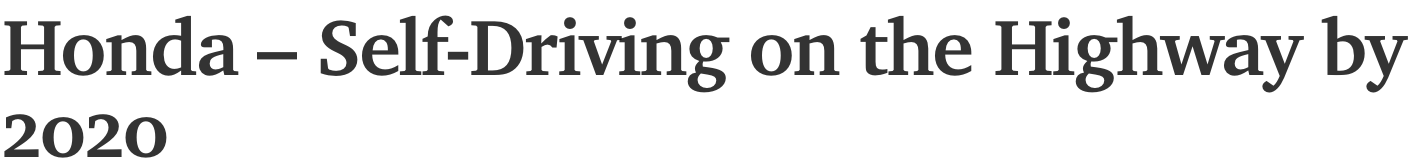 Honda – Self-Driving on the Highway by
2020